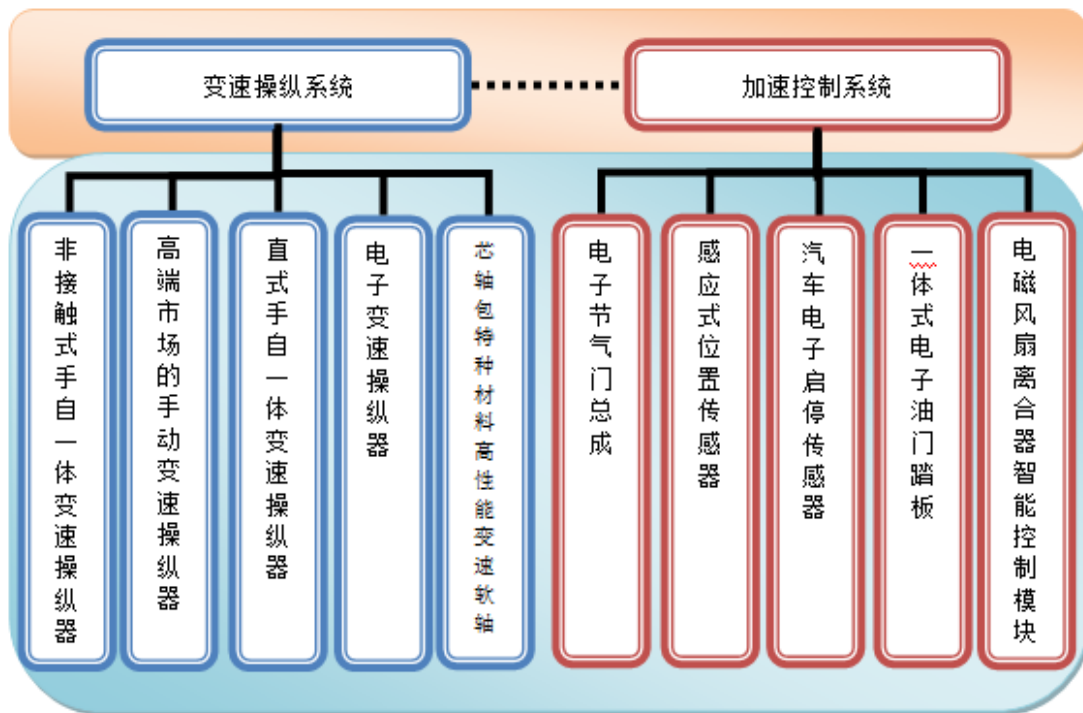 变速操纵系统
加速控制系统
非接触式手自一体变速操纵器
高端市场的手动变速操纵器
直式手自一体变速操纵器
电子变速操纵器
芯轴包特种材料高性能变速软轴
电子节气门总成
感应式位置传感器
汽车电子启停传感器
一体式电子油门踏板
电磁风扇离合器智能控制模块